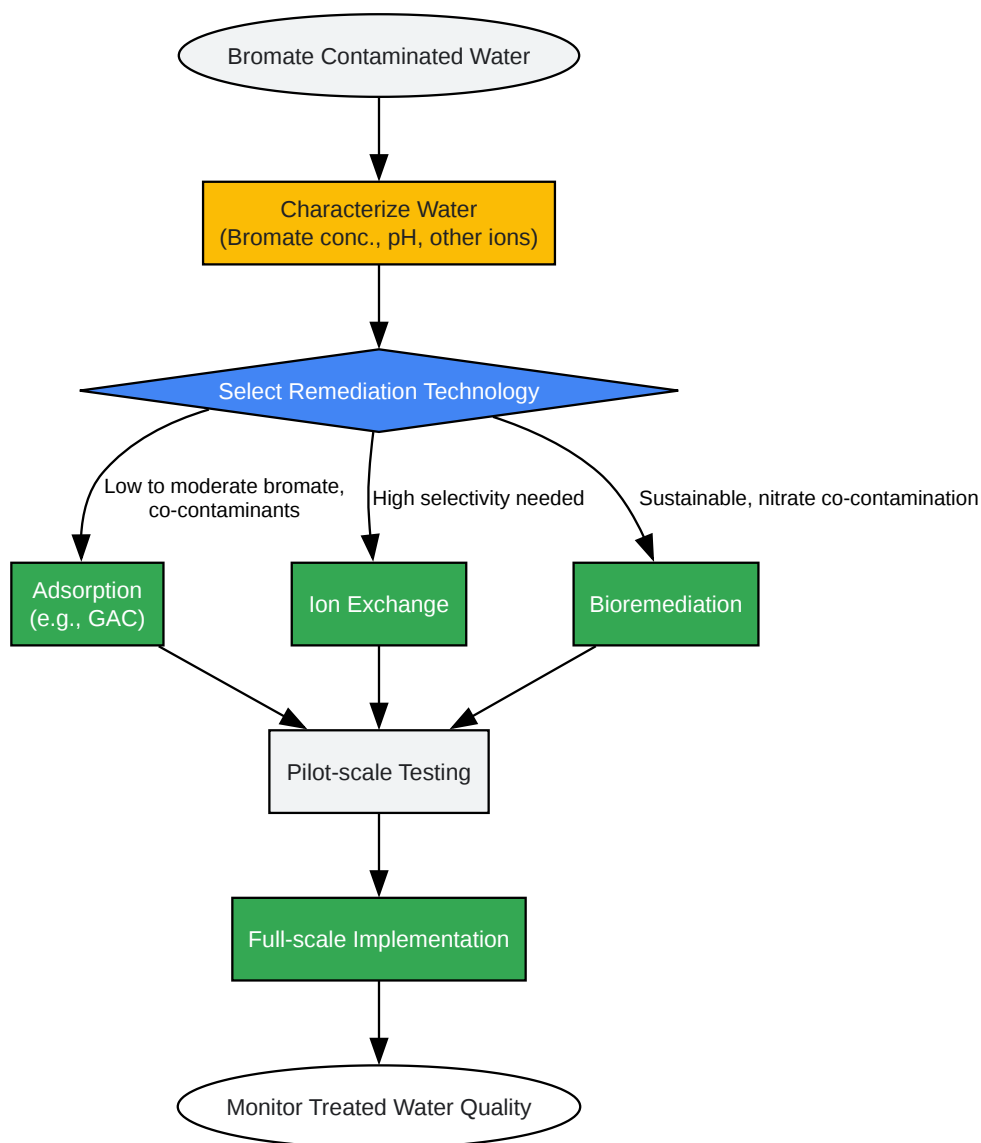 Bromate Contaminated Water
Characterize Water
(Bromate conc., pH, other ions)
Select Remediation Technology
Low to moderate bromate,
co-contaminants
High selectivity needed
Sustainable, nitrate co-contamination
Adsorption
(e.g., GAC)
Ion Exchange
Bioremediation
Pilot-scale Testing
Full-scale Implementation
Monitor Treated Water Quality